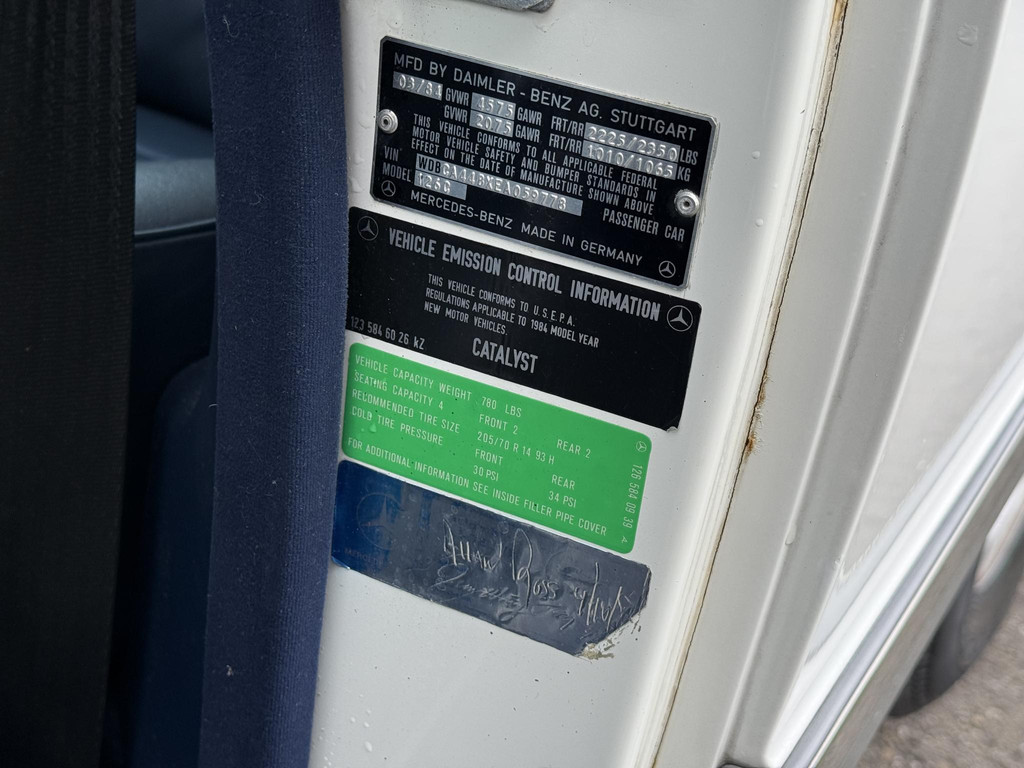 MFD BY DAIMLER - BENZ AG. STUTTGART
03/84 GVWR 4575 GAWR FRT/RR 2225/2350 LBS
GVWR 2075 GAWR FRT/RR 1010/1065 KG
THIS VEHICLE CONFORMS TO ALL APPLICABLE FEDERAL
MOTOR VEHICLE SAFETY AND BUMPER STANDARDS IN
EFFECT ON THE DATE OF MANUFACTURE SHOWN ABOVE
VIN PASSENGER CAR
MODEL
MERCEDES-BENZ MADE IN GERMANY
VEHICLE EMISSION CONTROL INFORMATION
THIS VEHICLE CONFORMS TO U.S.E.P.A.
REGULATIONS APPLICABLE TO 1984 MODEL YEAR
NEW MOTOR VEHICLES.
123 584 60 26 kZ CATALYST
VEHICLE CAPACITY WEIGHT 780 LBS
SEATING CAPACITY 4 FRONT 2 REAR 2
RECOMMENDED TIRE SIZE 205/70 R 14 93 H
COLD TIRE PRESSURE FRONT REAR
30 PSI 34 PSI
FOR ADDITIONAL INFORMATION SEE INSIDE FILLER PIPE COVER
126 584 09 39 A
Ross